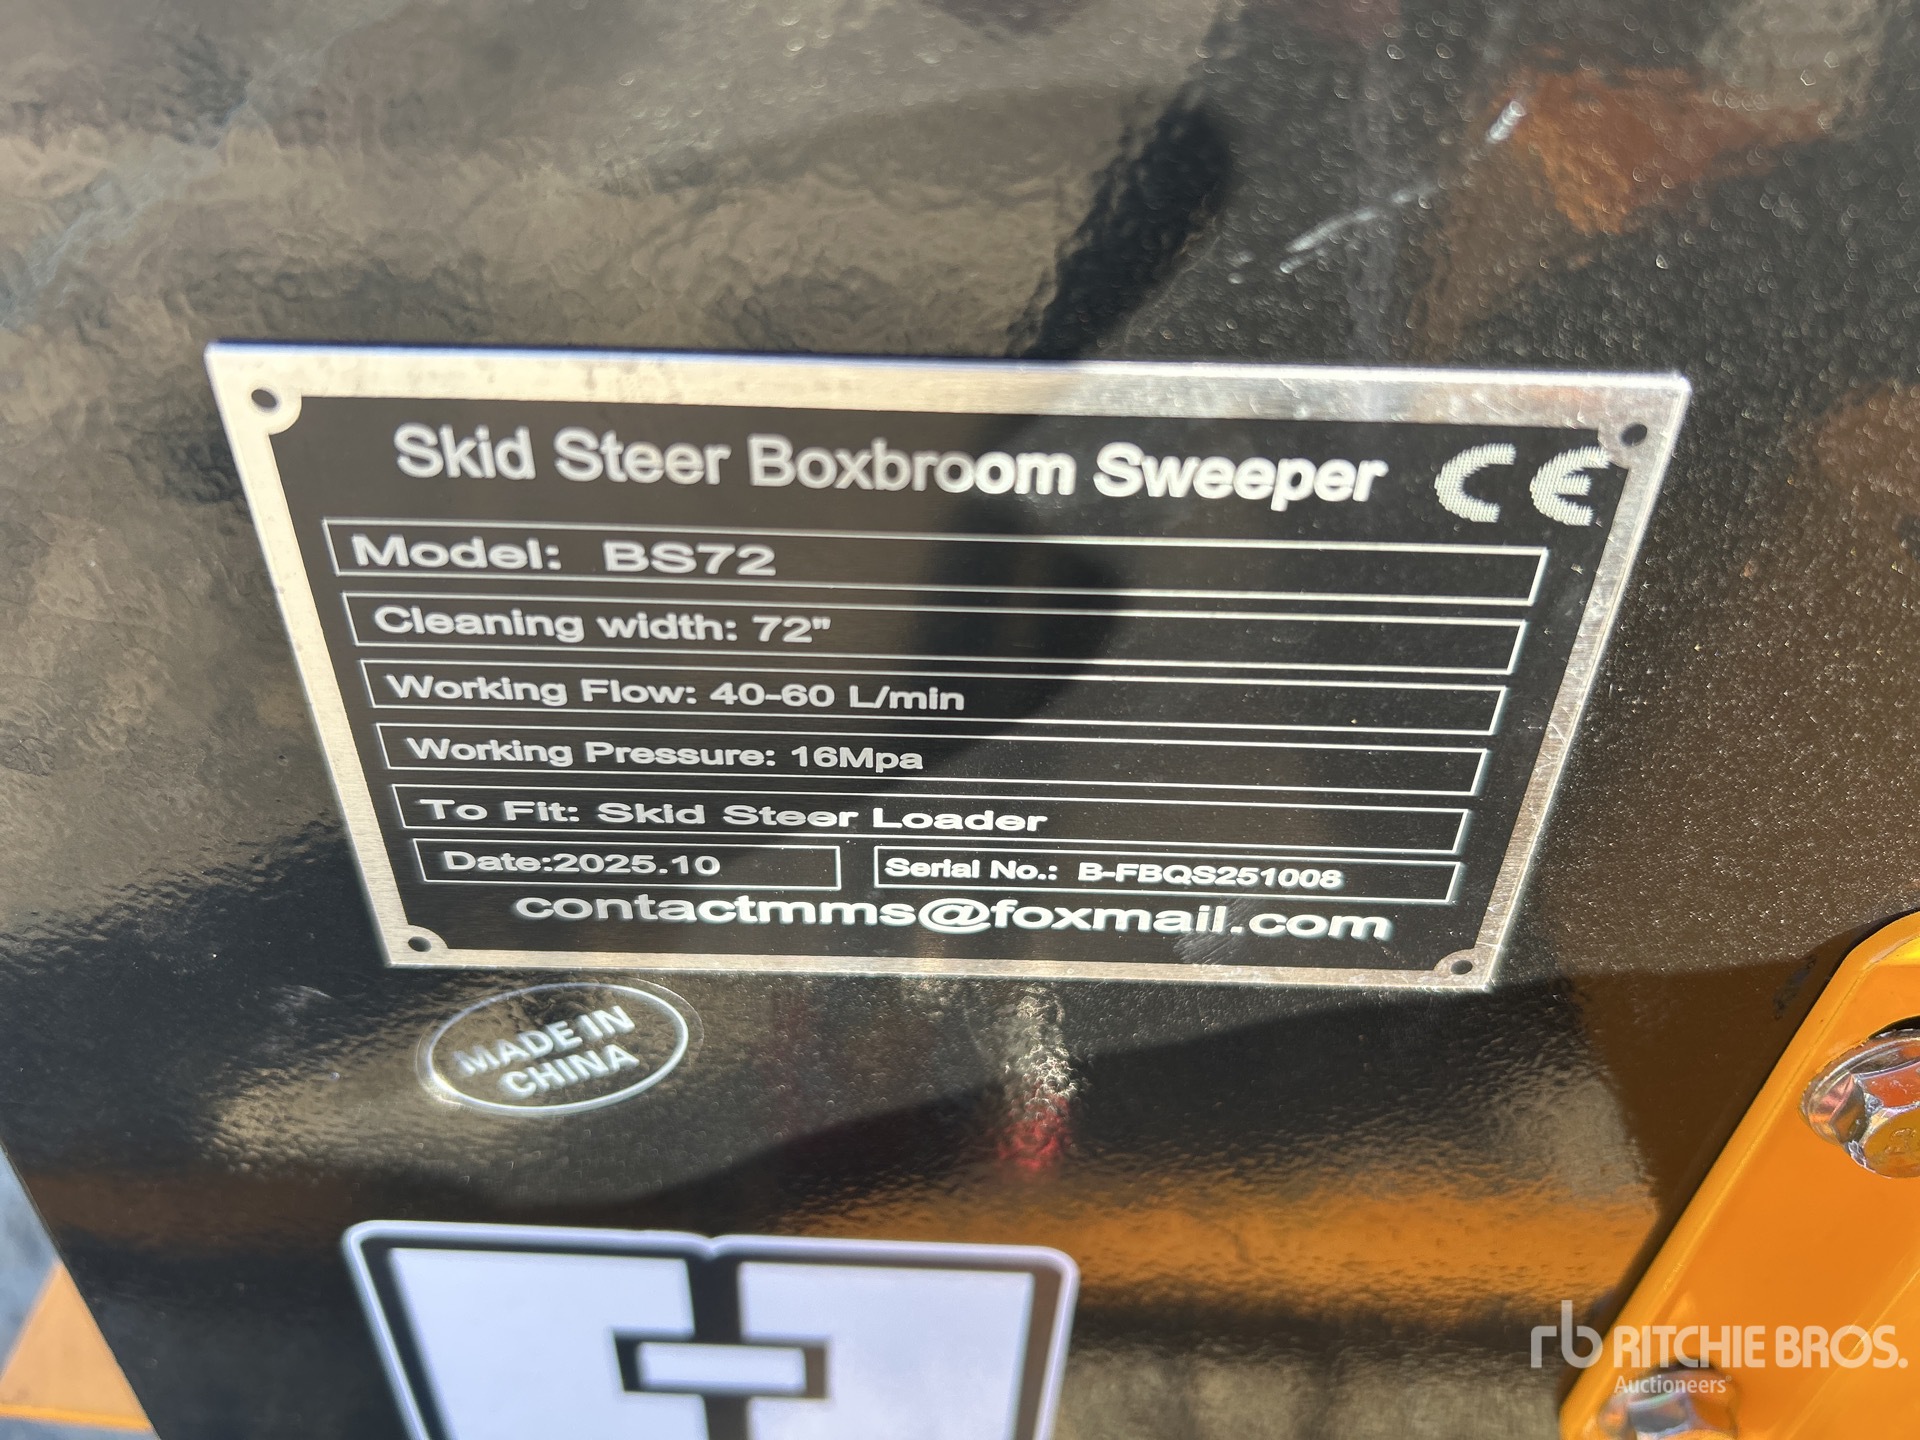 Skid Steer Boxbroom Sweeper CE
Model: BS72
Cleaning width: 72"
Working Flow: 40-60 L/min
Working Pressure: 16Mpa
To Fit: Skid Steer Loader
Date:2025.10 Serial No.: B-FBQS251008
contactmms@foxmail.com
MADE IN
CHINA
rb RITCHIE BROS.
Auctioneers